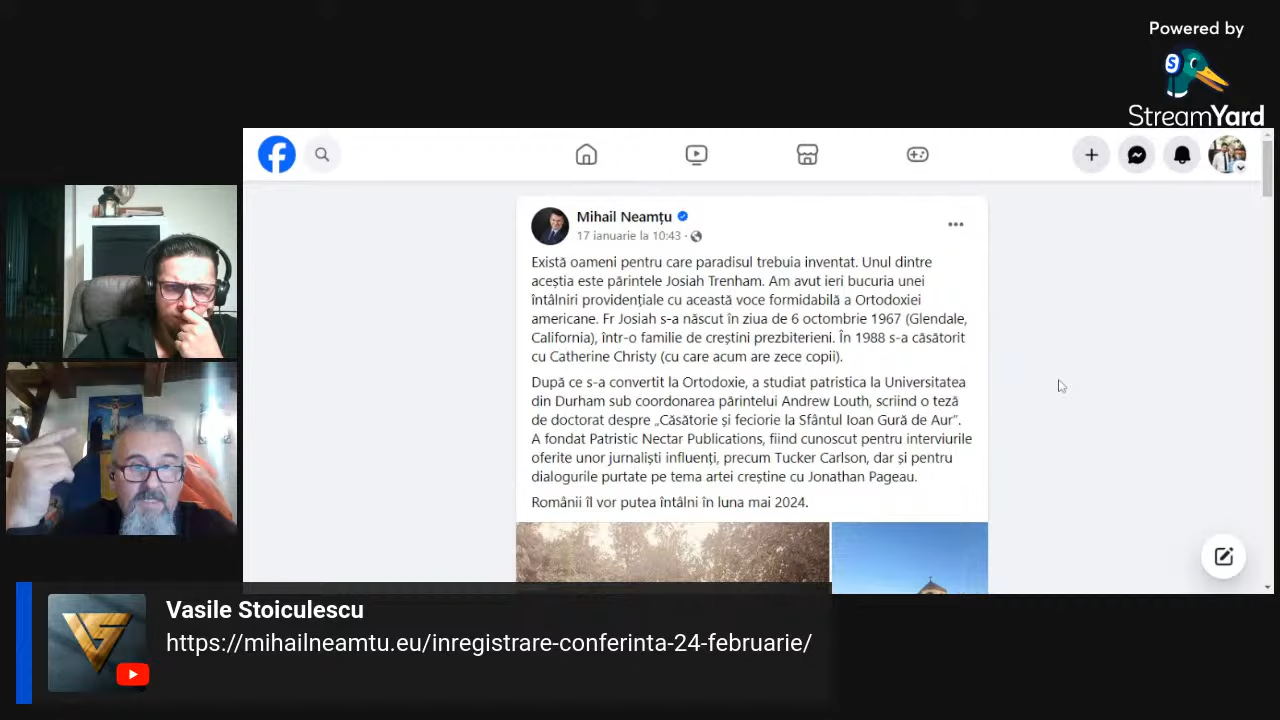 Powered by
StreamYard
Mihail Neamțu
17 ianuarie la 10:43 ·
Există oameni pentru care paradisul trebuia inventat. Unul dintre
aceștia este părintele Josiah Trenham. Am avut ieri bucuria unei
întâlniri providențiale cu această voce formidabilă a Ortodoxiei
americane. Fr Josiah s-a născut în ziua de 6 octombrie 1967 (Glendale,
California), într-o familie de creștini prezbiterieni. În 1988 s-a căsătorit
cu Catherine Christy (cu care acum are zece copii).
După ce s-a convertit la Ortodoxie, a studiat patristica la Universitatea
din Durham sub coordonarea părintelui Andrew Louth, scriind o teză
de doctorat despre „Căsătorie și feciorie la Sfântul Ioan Gură de Aur”.
A fondat Patristic Nectar Publications, fiind cunoscut pentru interviurile
oferite unor jurnaliști influenți, precum Tucker Carlson, dar și pentru
dialogurile purtate pe tema artei creștine cu Jonathan Pageau.
Românii îl vor putea întâlni în luna mai 2024.
Vasile Stoiculescu
https://mihailneamtu.eu/inregistrare-conferinta-24-februarie/